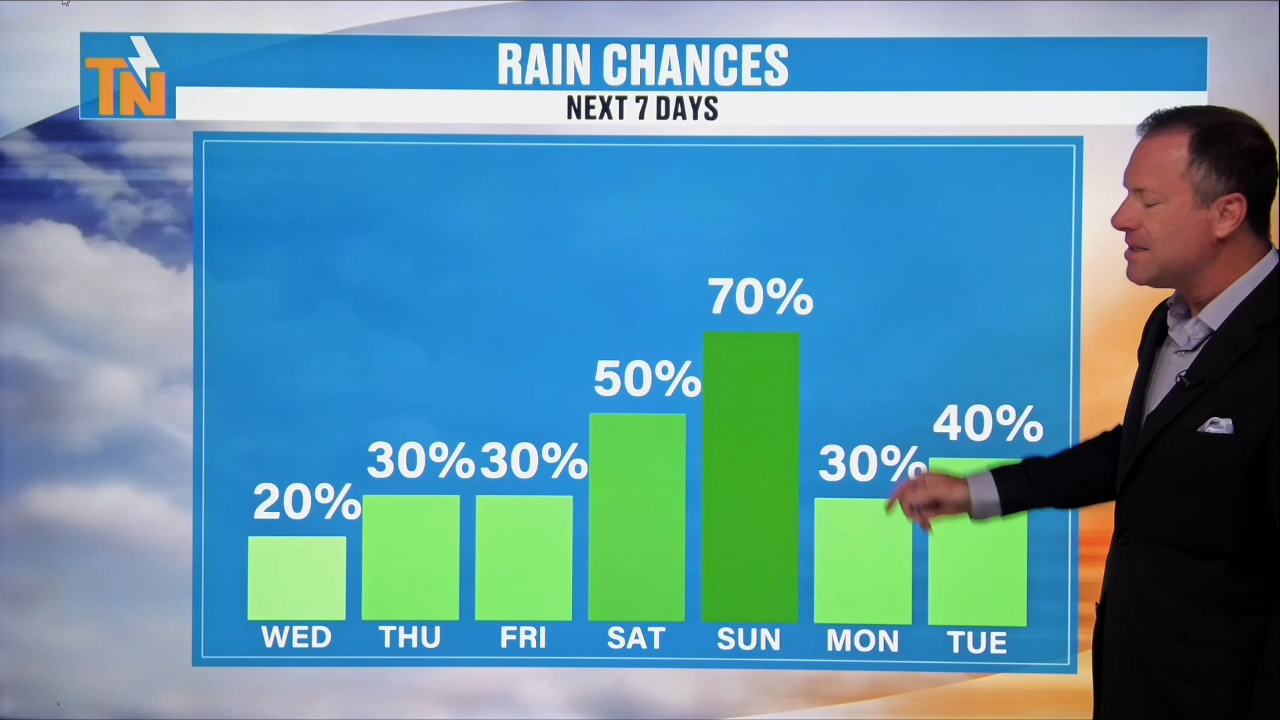 TN
RAIN CHANCES
NEXT 7 DAYS
20% 30% 30% 50% 70% 30% 40%
WED THU FRI SAT SUN MON TUE